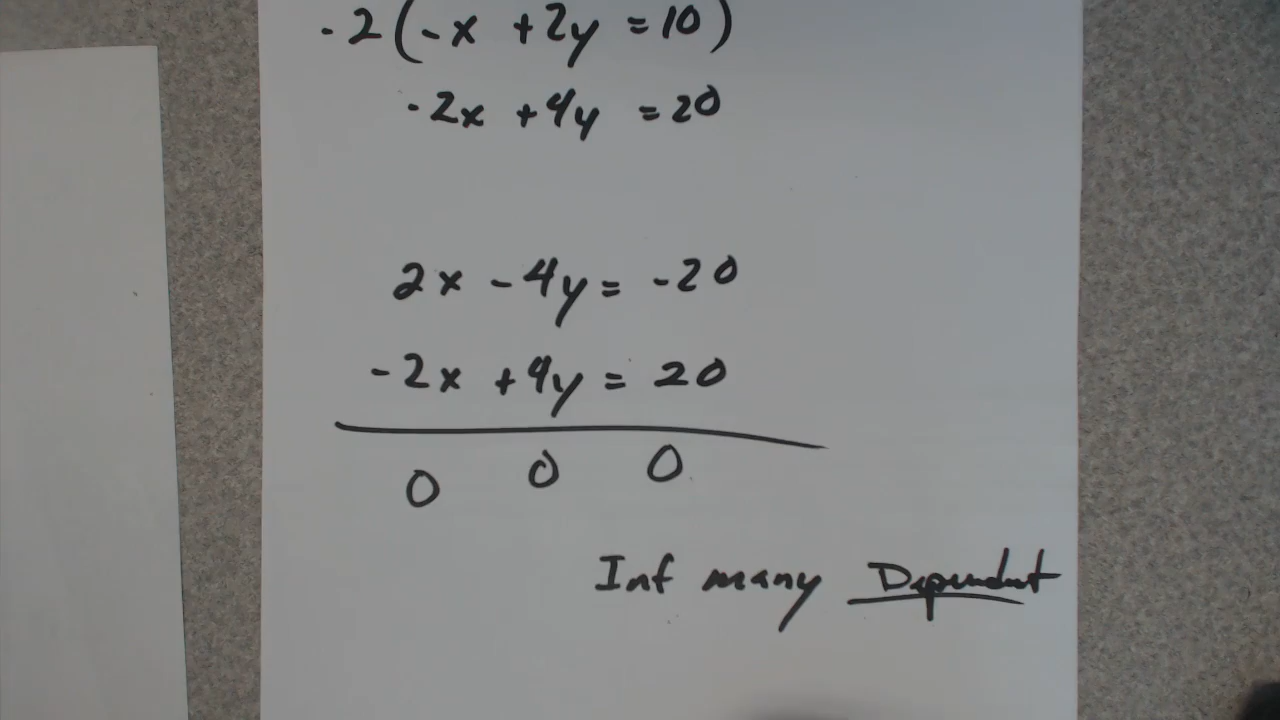 -2(-x +2y =10)
-2x +4y =20
2x -4y = -20
-2x +4y = 20
0 0 0
Inf many Dependent